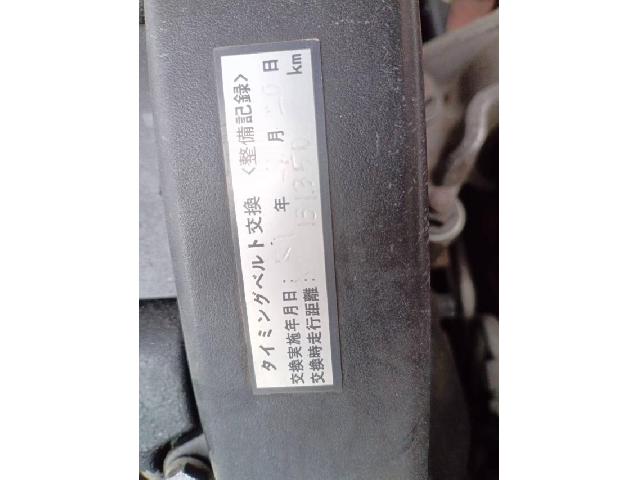 タイミングベルト交換 〈整備記録〉
交換実施年月日： 年 月 日
交換時走行距離： km